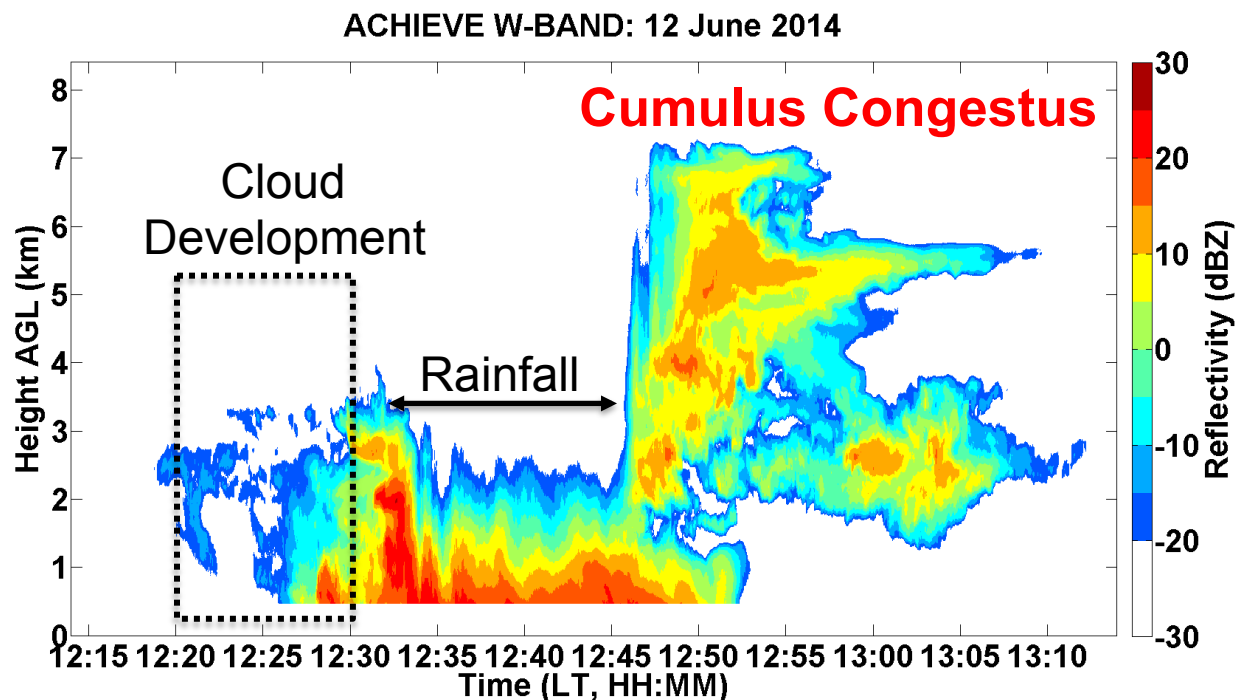 ACHIEVE W-BAND: 12 June 2014
Cumulus Congestus
Cloud
Development
Rainfall
Height AGL (km)
8
7
6
5
4
3
2
1
0
12:15 12:20 12:25 12:30 12:35 12:40 12:45 12:50 12:55 13:00 13:05 13:10
Time (LT, HH:MM)
30
20
10
0
-10
-20
-30
Reflectivity (dBZ)